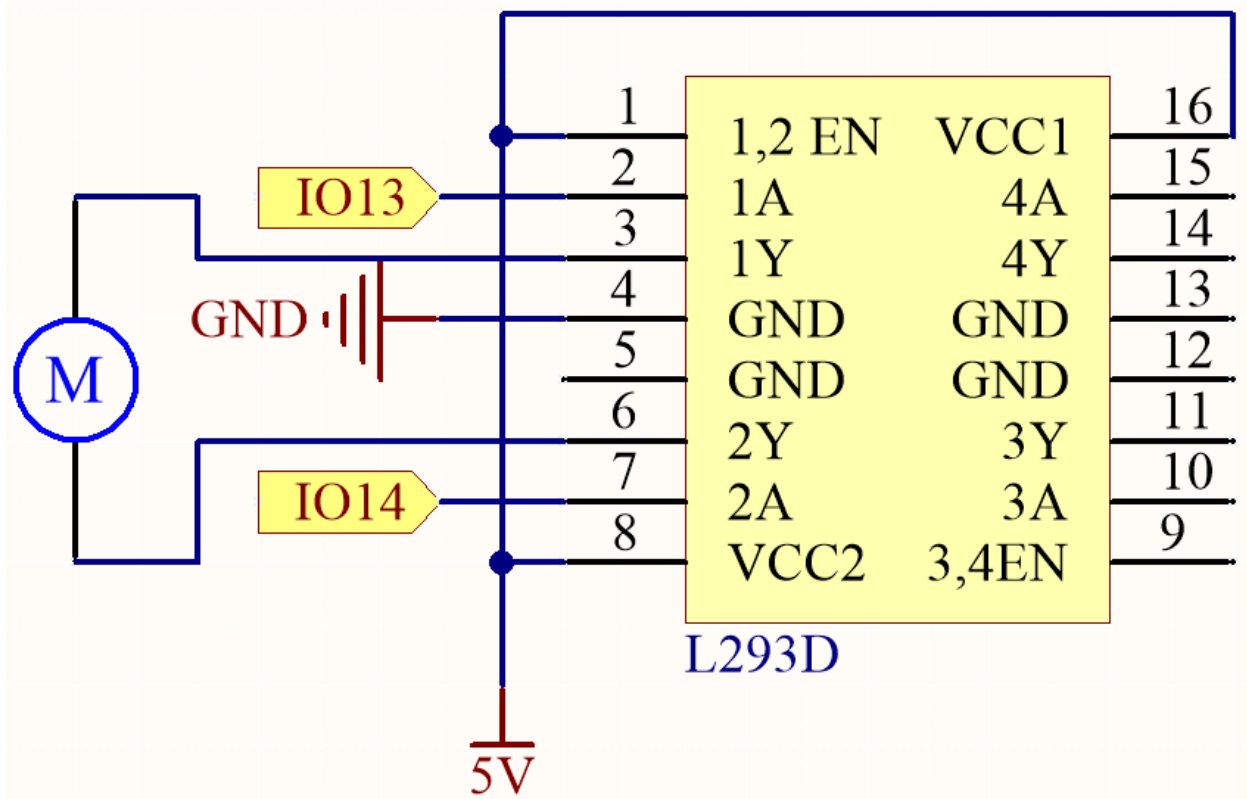 1 1,2 EN VCC1 16
IO13 2 1A 4A 15
3 1Y 4Y 14
GND 4 GND GND 13
M 5 GND GND 12
6 2Y 3Y 11
IO14 7 2A 3A 10
8 VCC2 3,4EN 9
L293D
5V